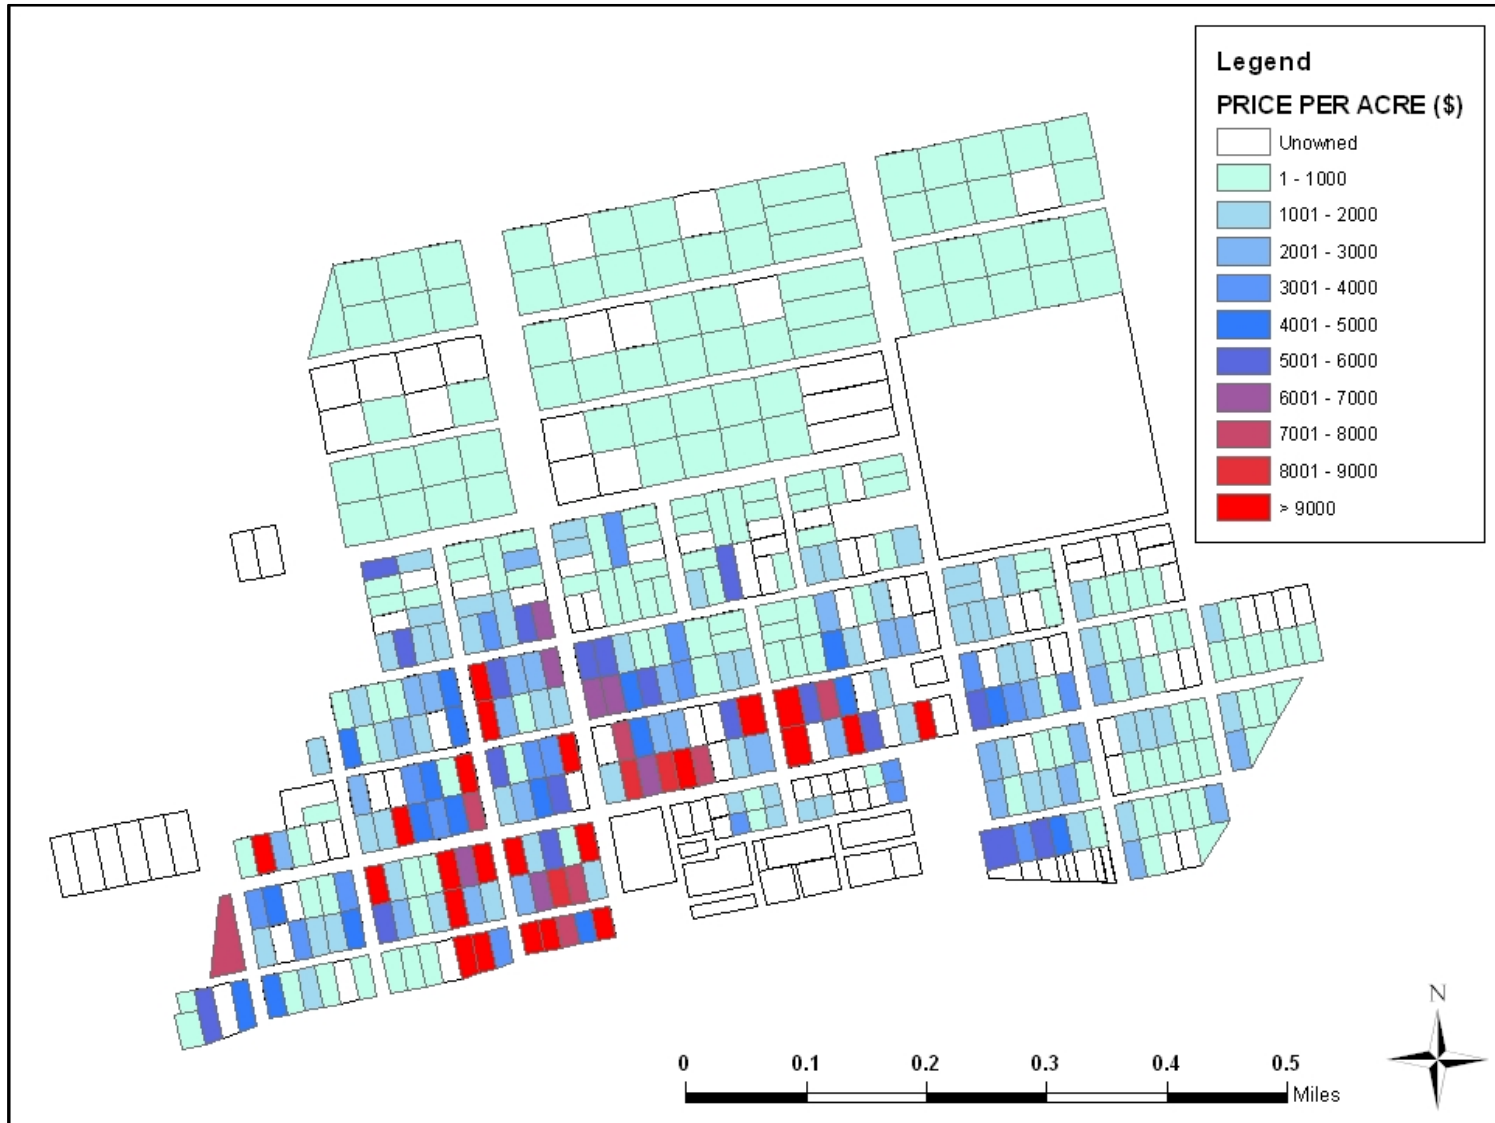 Legend
PRICE PER ACRE ($)
Unowned
1 - 1000
1001 - 2000
2001 - 3000
3001 - 4000
4001 - 5000
5001 - 6000
6001 - 7000
7001 - 8000
8001 - 9000
> 9000
N
0 0.1 0.2 0.3 0.4 0.5
Miles